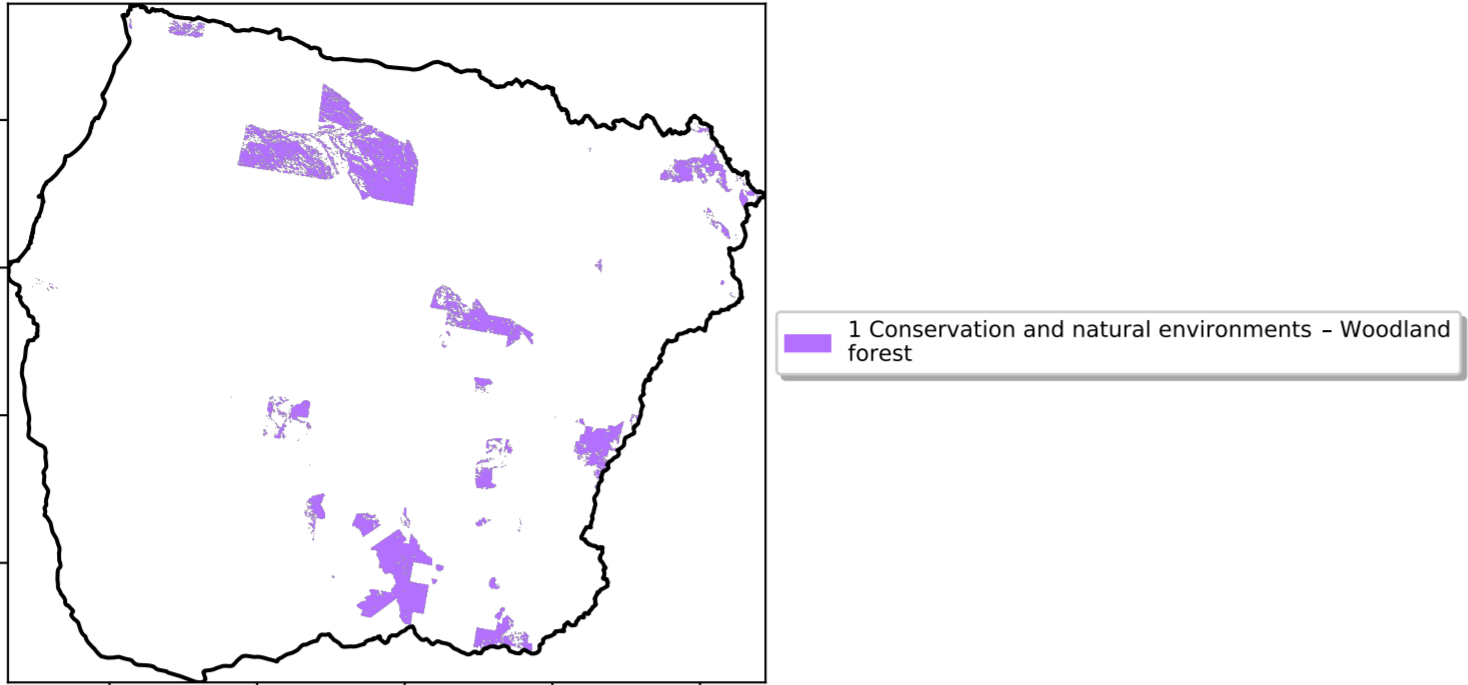 1 Conservation and natural environments – Woodland
forest